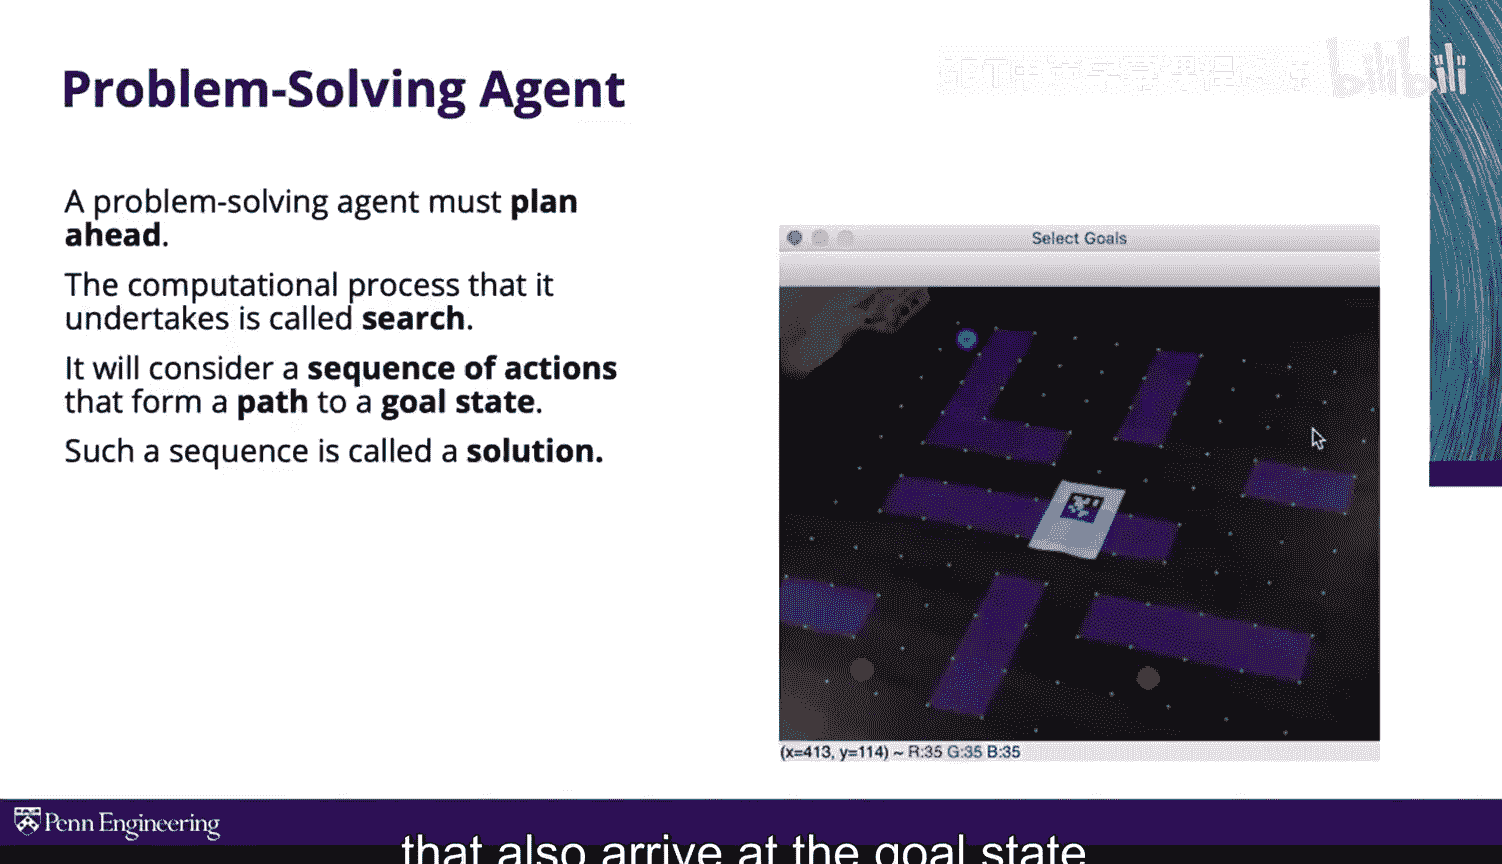 Problem-Solving Agent
bilibili
A problem-solving agent must plan
ahead.
The computational process that it
undertakes is called search.
It will consider a sequence of actions
that form a path to a goal state.
Such a sequence is called a solution.
Select Goals
(x=413, y=114) ~ R:35 G:35 B:35
Penn Engineering
that also arrive at the goal state